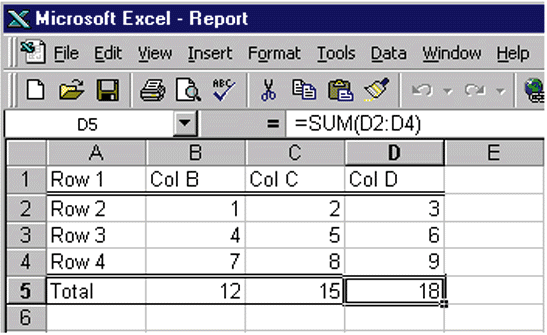 Microsoft Excel - Report
File Edit View Insert Format Tools Data Window Help
ABC
D5 = =SUM(D2:D4)
A B C D E
1 Row 1 Col B Col C Col D
2 Row 2 1 2 3
3 Row 3 4 5 6
4 Row 4 7 8 9
5 Total 12 15 18
6